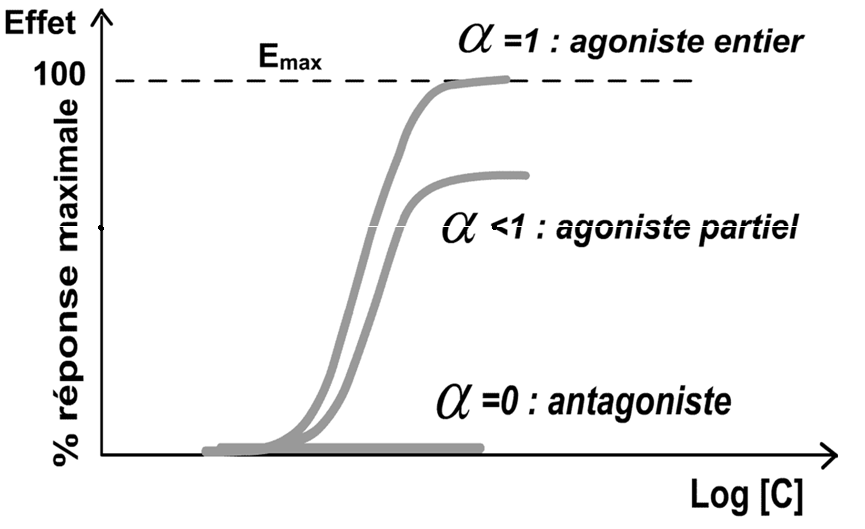 Effet
α =1 : agoniste entier
Emax
100
% réponse maximale
α <1 : agoniste partiel
α =0 : antagoniste
Log [C]